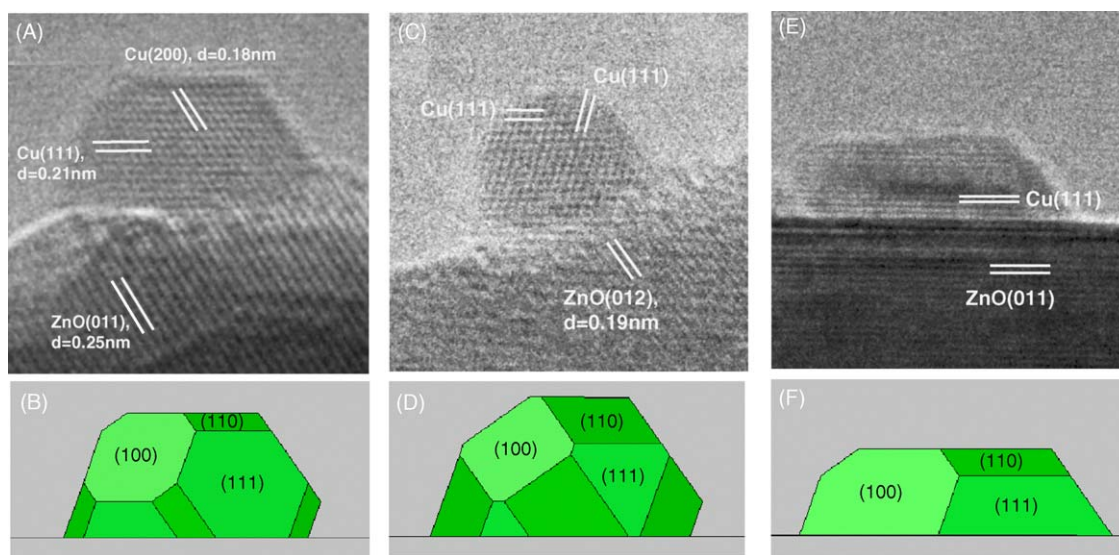 (A)
Cu(200), d=0.18nm
Cu(111),
d=0.21nm
ZnO(011),
d=0.25nm
(C)
Cu(111)
Cu(111)
ZnO(012),
d=0.19nm
(E)
Cu(111)
ZnO(011)
(B)
(110)
(100)
(111)
(D)
(110)
(100)
(111)
(F)
(110)
(100)
(111)